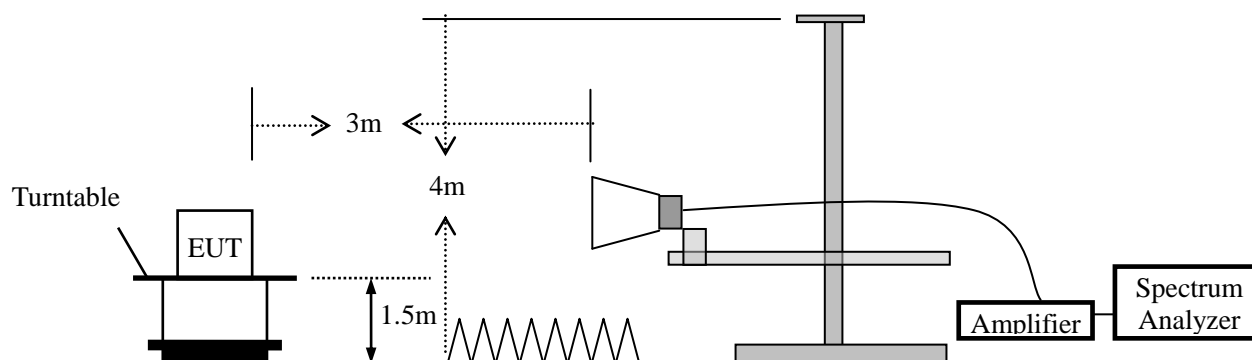 3m
4m
Turntable
EUT
1.5m
Amplifier
Spectrum
Analyzer